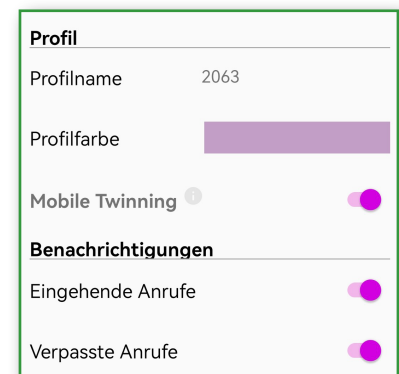 Profil
Profilname 2063
Profilfarbe
Mobile Twinning i
Benachrichtigungen
Eingehende Anrufe
Verpasste Anrufe